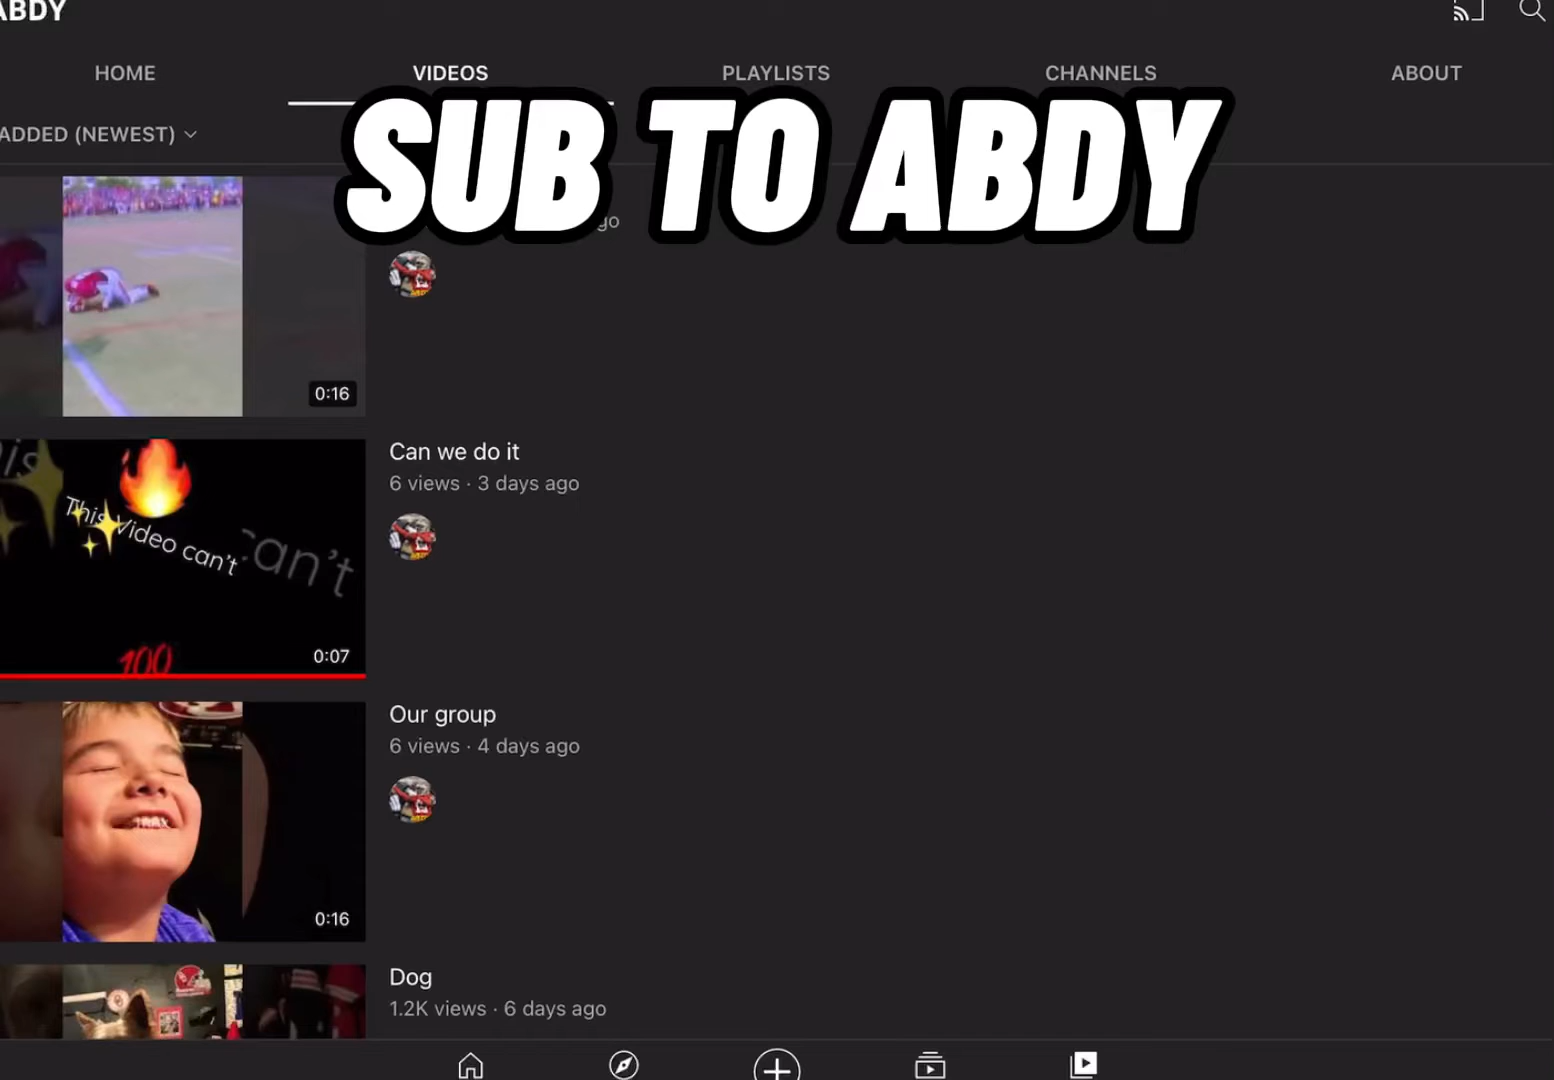 ABDY
HOME VIDEOS PLAYLISTS CHANNELS ABOUT
ADDED (NEWEST)
SUB TO ABDY
go
0:16
Can we do it
6 views · 3 days ago
This Video can't
can't
100
0:07
Our group
6 views · 4 days ago
0:16
Dog
1.2K views · 6 days ago